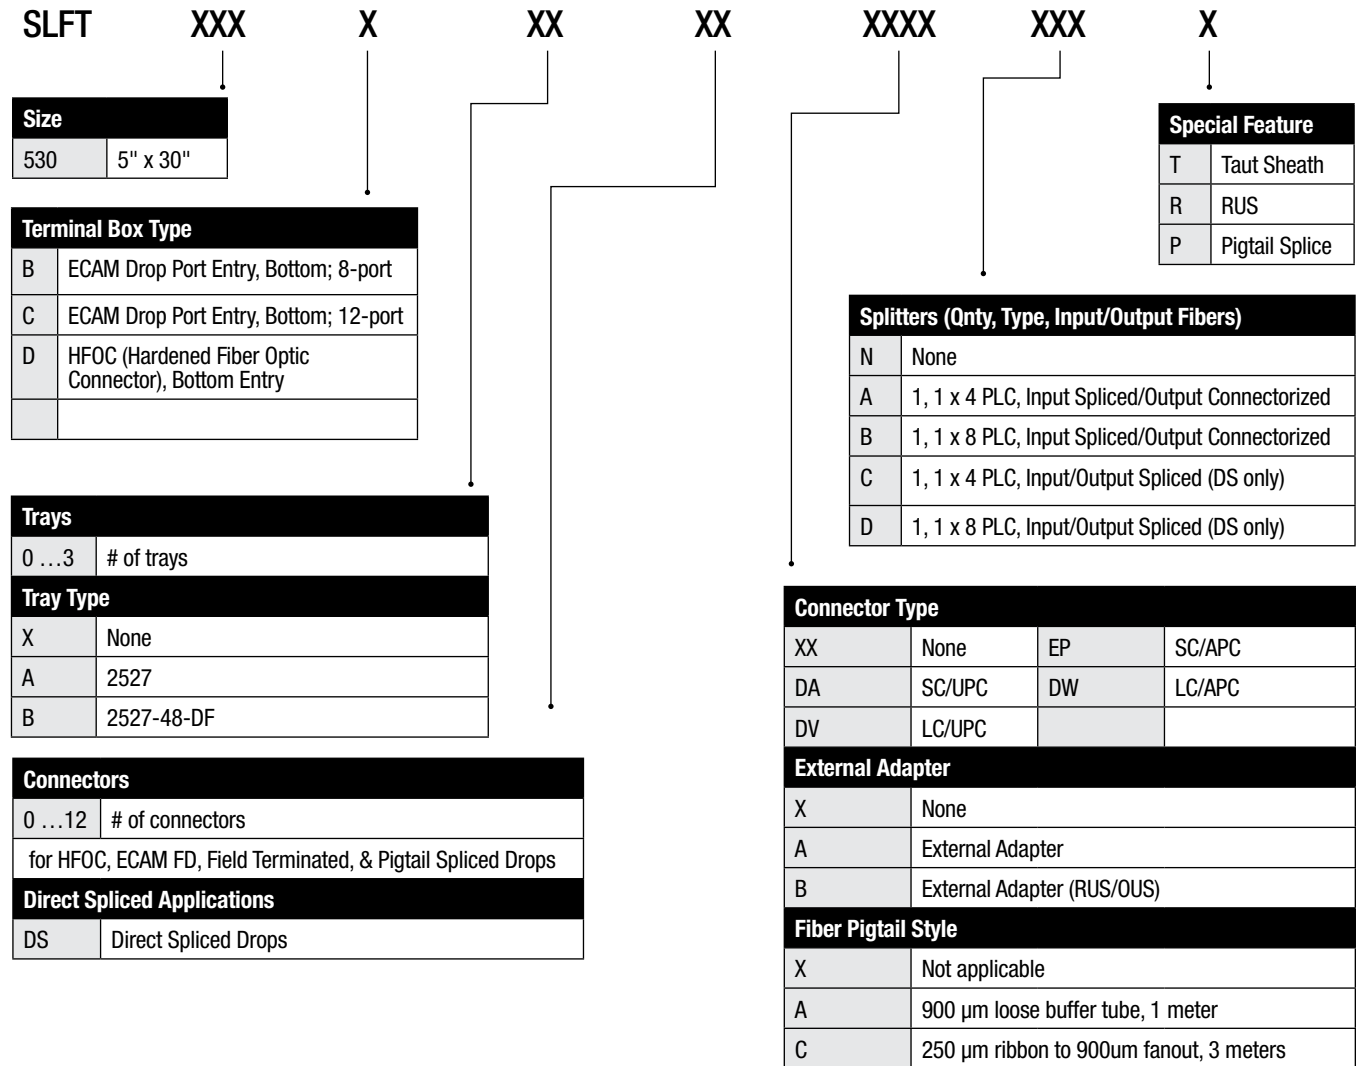 SLFT XXX X XX XX XXXX XXX X
Size
530 5" x 30"
Terminal Box Type
B ECAM Drop Port Entry, Bottom; 8-port
C ECAM Drop Port Entry, Bottom; 12-port
D HFOC (Hardened Fiber Optic
Connector), Bottom Entry
Trays
0 …3 # of trays
Tray Type
X None
A 2527
B 2527-48-DF
Connectors
0 …12 # of connectors
for HFOC, ECAM FD, Field Terminated, & Pigtail Spliced Drops
Direct Spliced Applications
DS Direct Spliced Drops
Special Feature
T Taut Sheath
R RUS
P Pigtail Splice
Splitters (Qnty, Type, Input/Output Fibers)
N None
A 1, 1 x 4 PLC, Input Spliced/Output Connectorized
B 1, 1 x 8 PLC, Input Spliced/Output Connectorized
C 1, 1 x 4 PLC, Input/Output Spliced (DS only)
D 1, 1 x 8 PLC, Input/Output Spliced (DS only)
Connector Type
XX None EP SC/APC
DA SC/UPC DW LC/APC
DV LC/UPC
External Adapter
X None
A External Adapter
B External Adapter (RUS/OUS)
Fiber Pigtail Style
X Not applicable
A 900 µm loose buffer tube, 1 meter
C 250 µm ribbon to 900um fanout, 3 meters